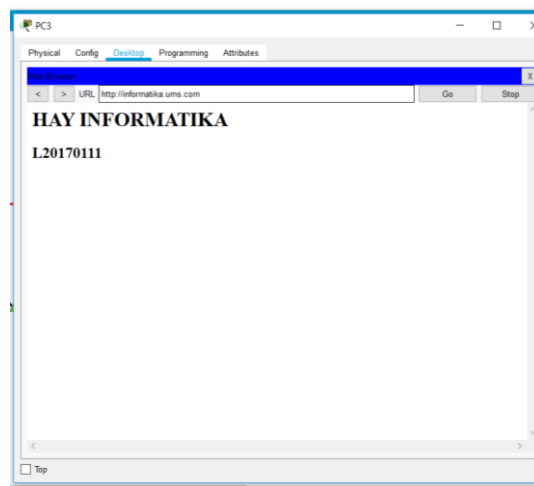 PC3
Physical Config Desktop Programming Attributes
Web Browser X
< > URL http://informatika.ums.com Go Stop
HAY INFORMATIKA
L20170111
Top